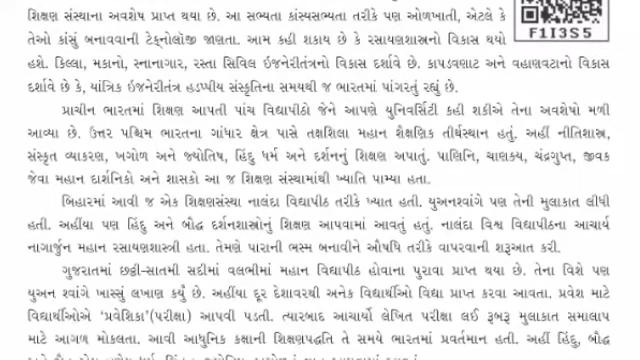 શિક્ષણ સંસ્થાના અવશેષ પ્રાપ્ત થયા છે. આ સભ્યતા કાંસ્યસભ્યતા તરીકે પણ ઓળખાતી, એટલે કે
તેઓ કાંસું બનાવવાની ટેક્નોલૉજી જાણતા. આમ કહી શકાય છે કે રસાયણશાસ્ત્રનો વિકાસ થયો
F1I3S5
હશે. કિલ્લા, મકાનો, સ્નાનાગાર, રસ્તા સિવિલ ઇજનેરીતંત્રનો વિકાસ દર્શાવે છે. કાપડવણાટ અને વહાણવટાનો વિકાસ
દર્શાવે છે કે, યાંત્રિક ઇજનેરીતંત્ર હડપ્પીય સંસ્કૃતિના સમયથી જ ભારતમાં પાંગરતું રહ્યું છે.
પ્રાચીન ભારતમાં શિક્ષણ આપતી પાંચ વિદ્યાપીઠો જેને આપણે યુનિવર્સિટી કહી શકીએ તેના અવશેષો મળી
આવ્યા છે. ઉત્તર પશ્ચિમ ભારતના ગાંધાર ક્ષેત્ર પાસે તક્ષશિલા મહાન શૈક્ષણિક તીર્થસ્થાન હતું. અહીં નીતિશાસ્ત્ર,
સંસ્કૃત વ્યાકરણ, ખગોળ અને જ્યોતિષ, હિંદુ ધર્મ અને દર્શનનું શિક્ષણ અપાતું. પાણિનિ, ચાણક્ય, ચંદ્રગુપ્ત, જીવક
જેવા મહાન દાર્શનિકો અને શાસકો આ જ શિક્ષણ સંસ્થામાંથી ખ્યાતિ પામ્યા હતા.
બિહારમાં આવી જ એક શિક્ષણસંસ્થા નાલંદા વિદ્યાપીઠ તરીકે ખ્યાત હતી. યુઅનશ્વાંગે પણ તેની મુલાકાત લીધી
હતી. અહીંયા પણ હિંદુ અને બૌદ્ધ દર્શનશાસ્ત્રોનું શિક્ષણ આપવામાં આવતું હતું. નાલંદા વિશ્વ વિદ્યાપીઠના આચાર્ય
નાગાર્જુન મહાન રસાયણશાસ્ત્રી હતા. તેમણે પારાની ભસ્મ બનાવીને ઔષધિ તરીકે વાપરવાની શરૂઆત કરી.
ગુજરાતમાં છઠ્ઠી-સાતમી સદીમાં વલભીમાં મહાન વિદ્યાપીઠ હોવાના પુરાવા પ્રાપ્ત થયા છે. તેના વિશે પણ
યુઅન શ્વાંગે ખાસ્સું લખાણ કર્યું છે. અહીંયાં દૂર દેશાવરથી અનેક વિદ્યાર્થીઓ વિદ્યા પ્રાપ્ત કરવા આવતા. પ્રવેશ માટે
વિદ્યાર્થીઓએ ‘પ્રવેશિકા’(પરીક્ષા) આપવી પડતી. ત્યારબાદ આચાર્યો લેખિત પરીક્ષા લઈ રૂબરૂ મુલાકાત સમાલાપ
માટે આગળ મોકલતા. આવી આધુનિક કક્ષાની શિક્ષણપદ્ધતિ તે સમયે ભારતમાં પ્રવર્તમાન હતી. અહીં હિંદુ, બૌદ્ધ